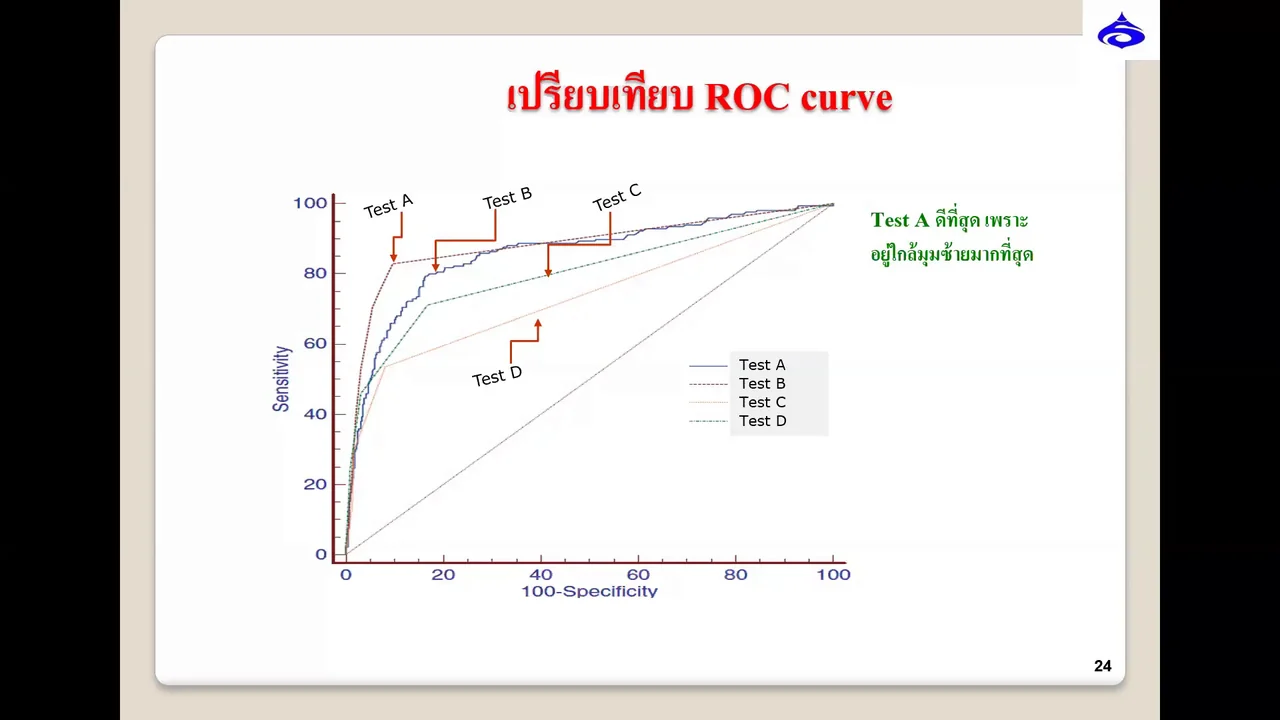 เปรียบเทียบ ROC curve
Test A
Test B
Test C
Test D
Test A ดีที่สุด เพราะ
อยู่ใกล้มุมซ้ายมากที่สุด
100
80
60
40
20
0
Sensitivity
0 20 40 60 80 100
100-Specificity
Test A
Test B
Test C
Test D
24